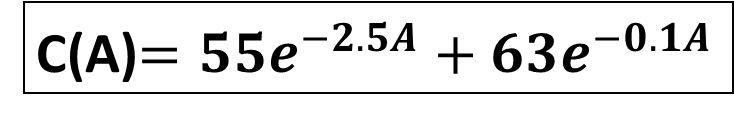 C(A)= 55e⁻²·⁵ᴬ + 63e⁻⁰·¹ᴬ